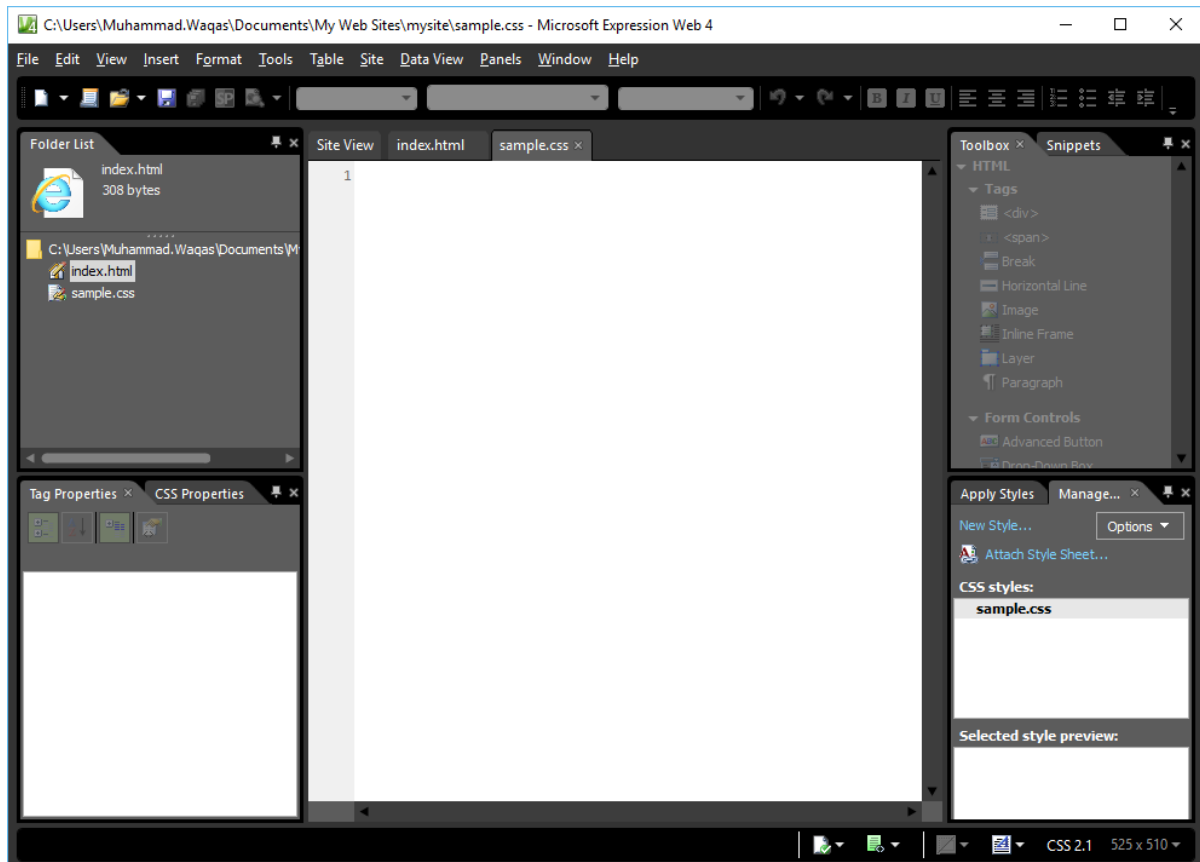 C:\Users\Muhammad.Waqas\Documents\My Web Sites\mysite\sample.css - Microsoft Expression Web 4
File Edit View Insert Format Tools Table Site Data View Panels Window Help
Folder List
index.html
308 bytes
C:\Users\Muhammad.Waqas\Documents\M
index.html
sample.css
Site View index.html sample.css ×
1
Toolbox × Snippets
HTML
Tags
<div>
<span>
Break
Horizontal Line
Image
Inline Frame
Layer
Paragraph
Form Controls
Advanced Button
Drop-Down Box
Tag Properties × CSS Properties
Apply Styles Manage... ×
New Style...
Options
Attach Style Sheet...
CSS styles:
sample.css
Selected style preview:
CSS 2.1 525 x 510